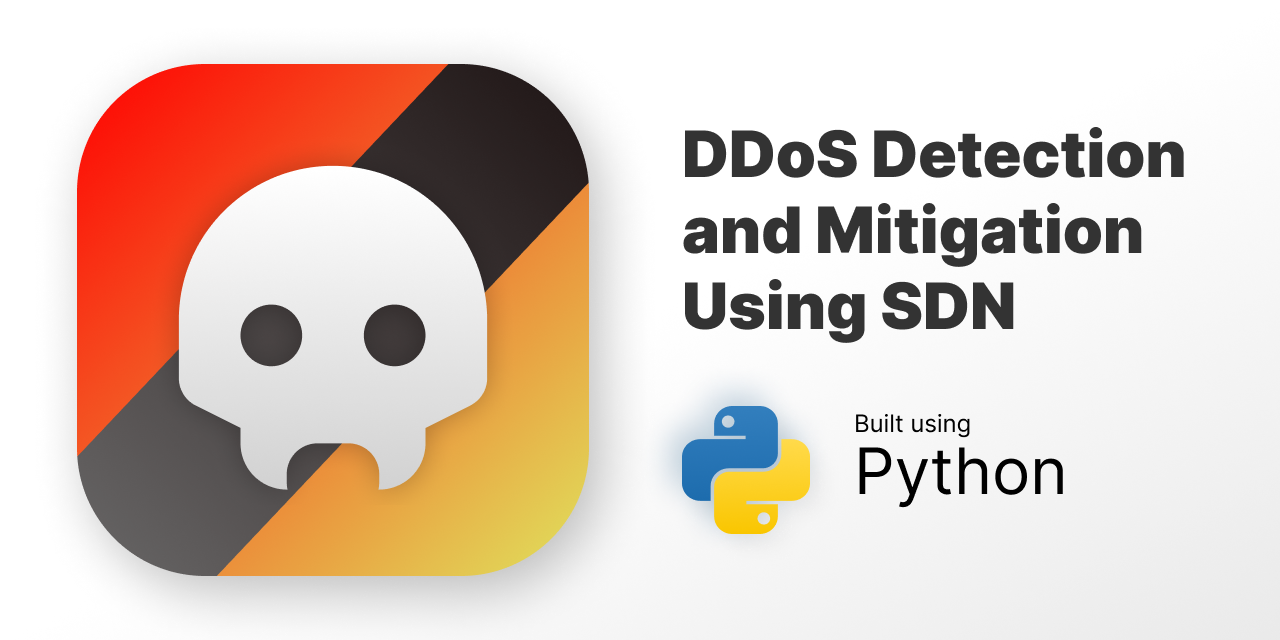 DDoS Detection
and Mitigation
Using SDN
Built using
Python